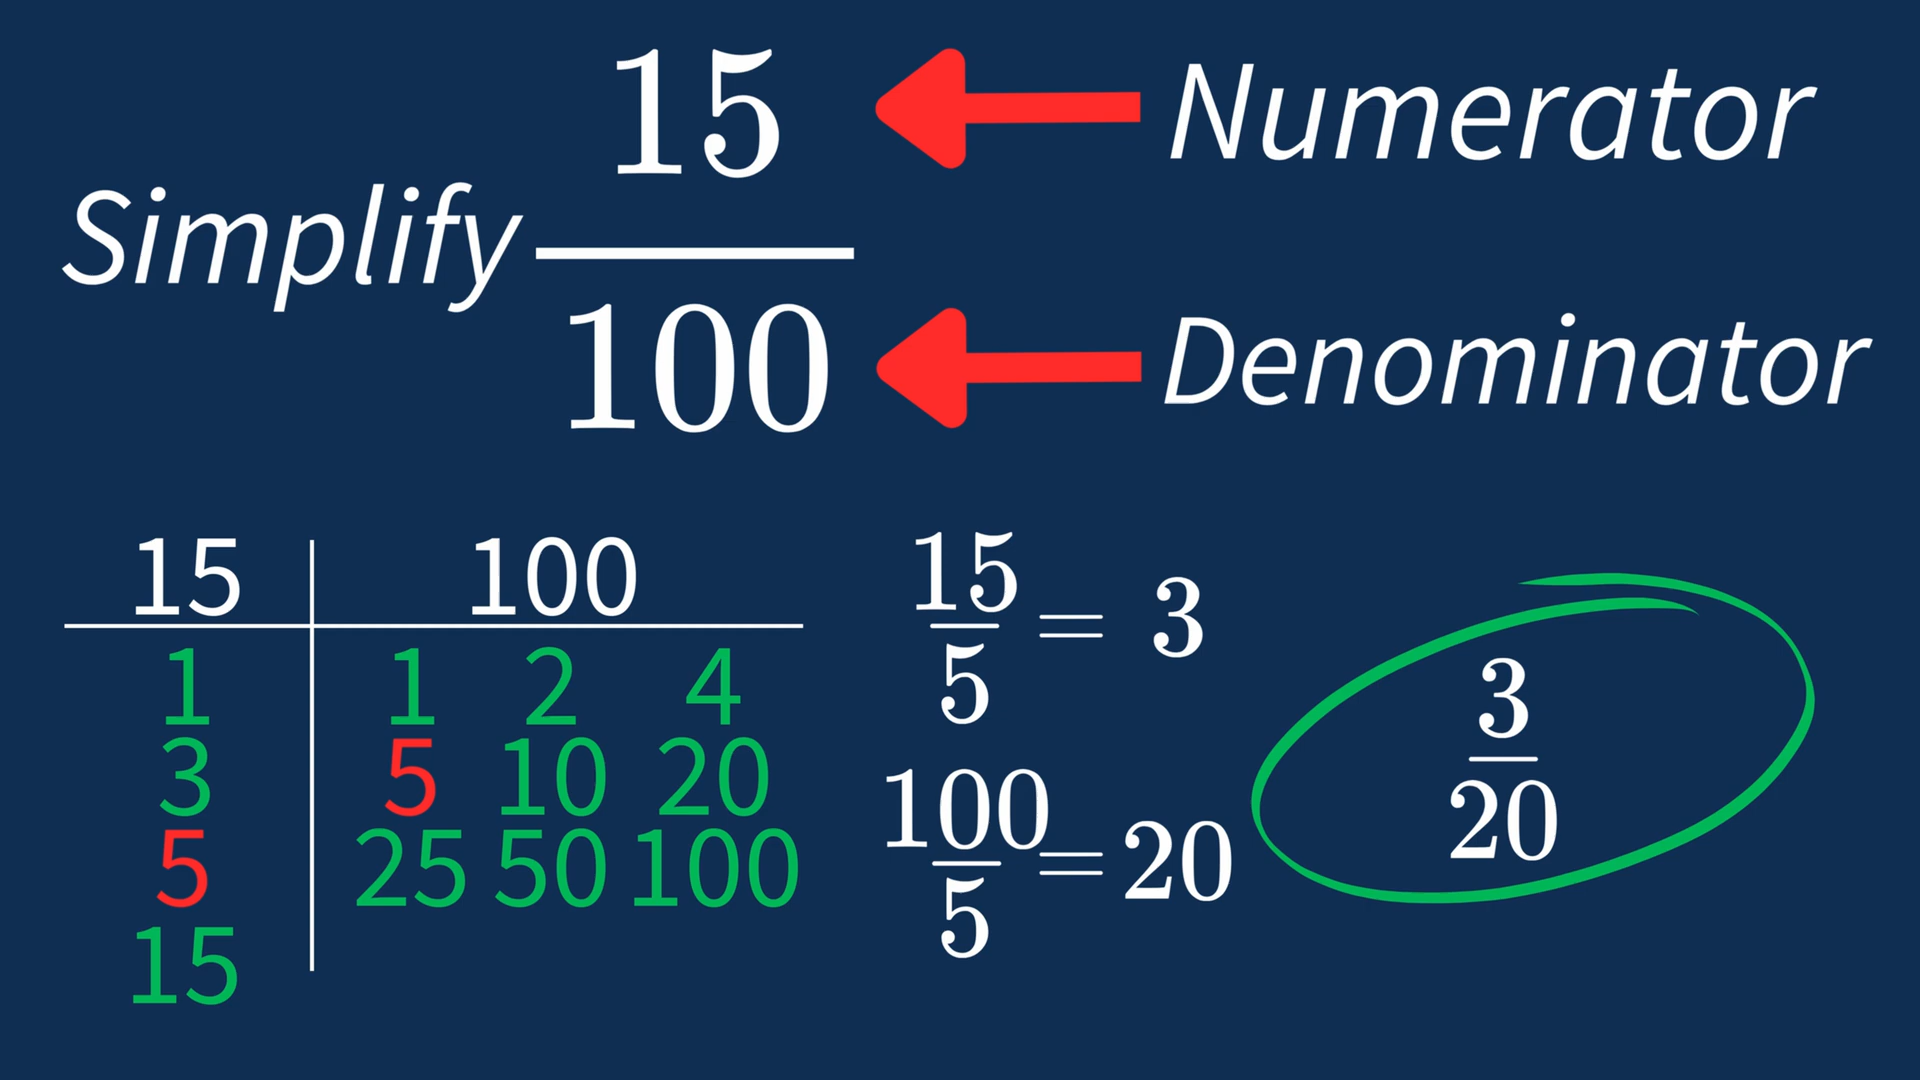 Simplify 15/100
Numerator
Denominator
15 100
1 1 2 4
3 5 10 20
5 25 50 100
15
15/5 = 3
100/5 = 20
3/20